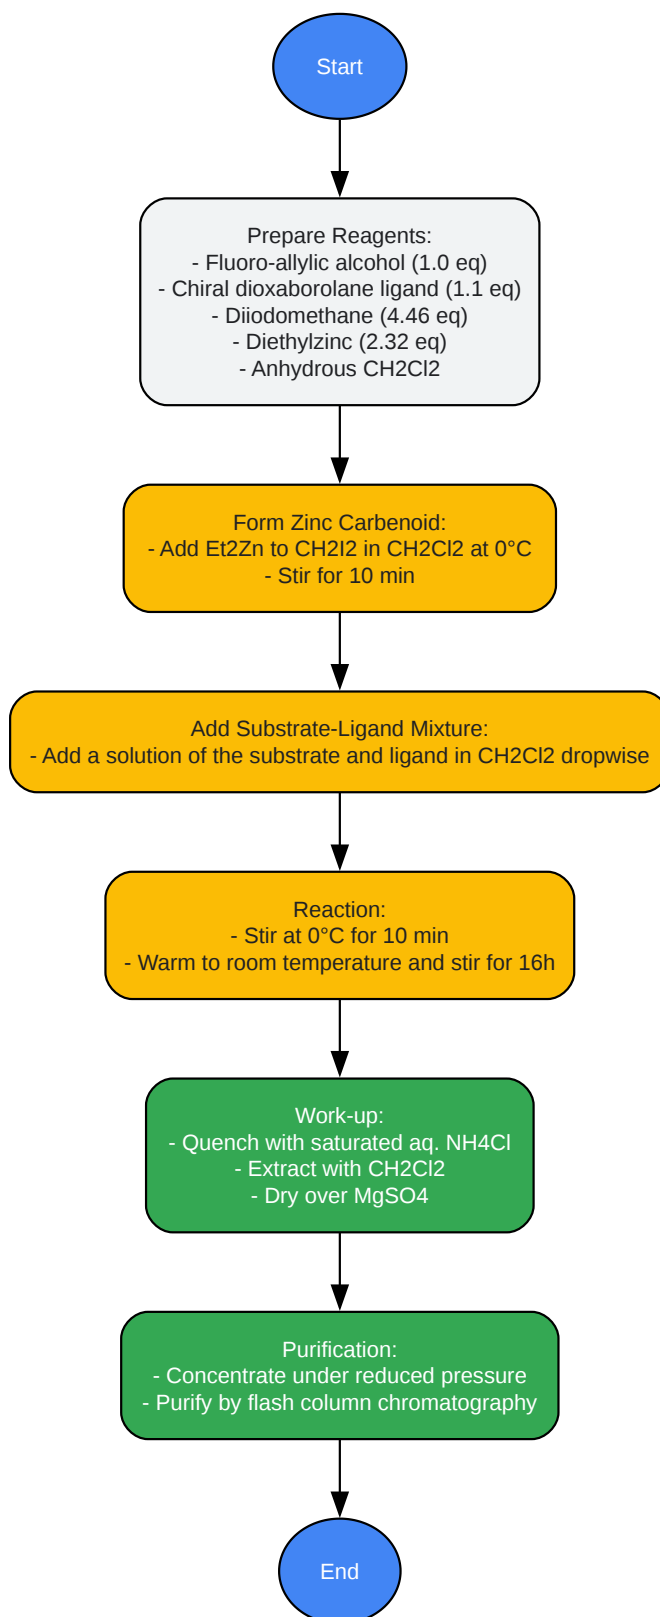 Start
Prepare Reagents:
- Fluoro-allylic alcohol (1.0 eq)
- Chiral dioxaborolane ligand (1.1 eq)
- Diiodomethane (4.46 eq)
- Diethylzinc (2.32 eq)
- Anhydrous CH2Cl2
Form Zinc Carbenoid:
- Add Et2Zn to CH2I2 in CH2Cl2 at 0°C
- Stir for 10 min
Add Substrate-Ligand Mixture:
- Add a solution of the substrate and ligand in CH2Cl2 dropwise
Reaction:
- Stir at 0°C for 10 min
- Warm to room temperature and stir for 16h
Work-up:
- Quench with saturated aq. NH4Cl
- Extract with CH2Cl2
- Dry over MgSO4
Purification:
- Concentrate under reduced pressure
- Purify by flash column chromatography
End